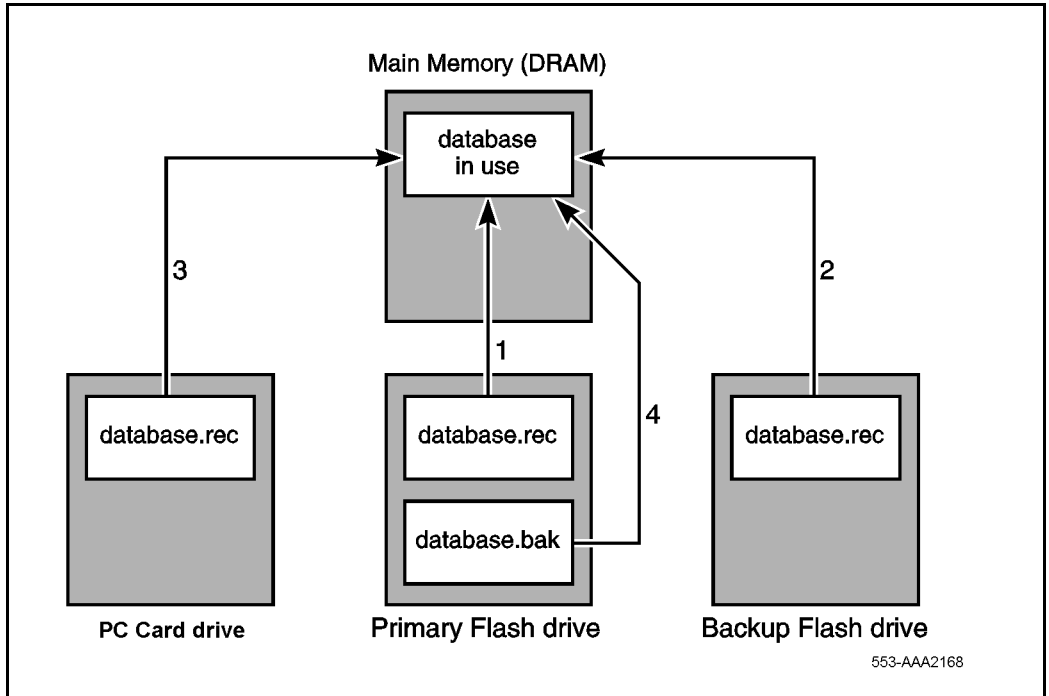 Main Memory (DRAM)
database
in use
3
2
1
4
database.rec
database.rec
database.rec
database.bak
PC Card drive
Primary Flash drive
Backup Flash drive
553-AAA2168